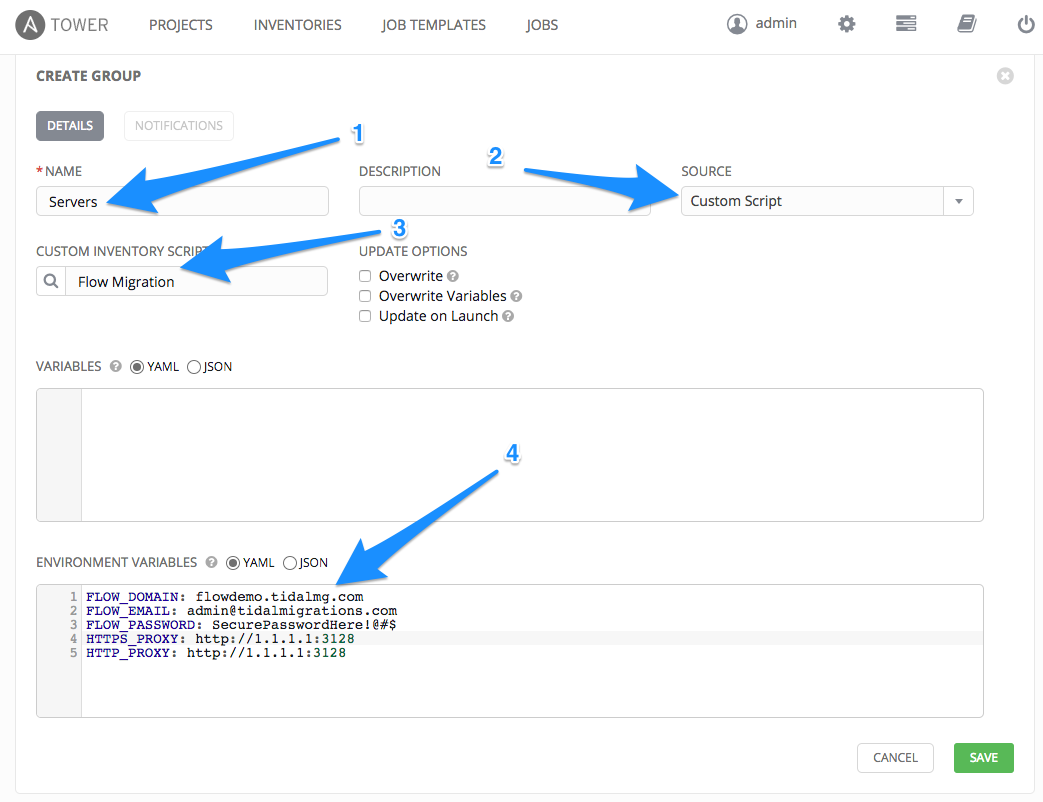 A TOWER PROJECTS INVENTORIES JOB TEMPLATES JOBS admin
CREATE GROUP
DETAILS NOTIFICATIONS
1
2
* NAME DESCRIPTION SOURCE
Servers Custom Script
3
CUSTOM INVENTORY SCRIPT UPDATE OPTIONS
Flow Migration
Overwrite ?
Overwrite Variables ?
Update on Launch ?
VARIABLES ? YAML JSON
4
ENVIRONMENT VARIABLES ? YAML JSON
1 FLOW_DOMAIN: flowdemo.tidalmg.com
2 FLOW_EMAIL: admin@tidalmigrations.com
3 FLOW_PASSWORD: SecurePasswordHere!@#$
4 HTTPS_PROXY: http://1.1.1.1:3128
5 HTTP_PROXY: http://1.1.1.1:3128
CANCEL SAVE